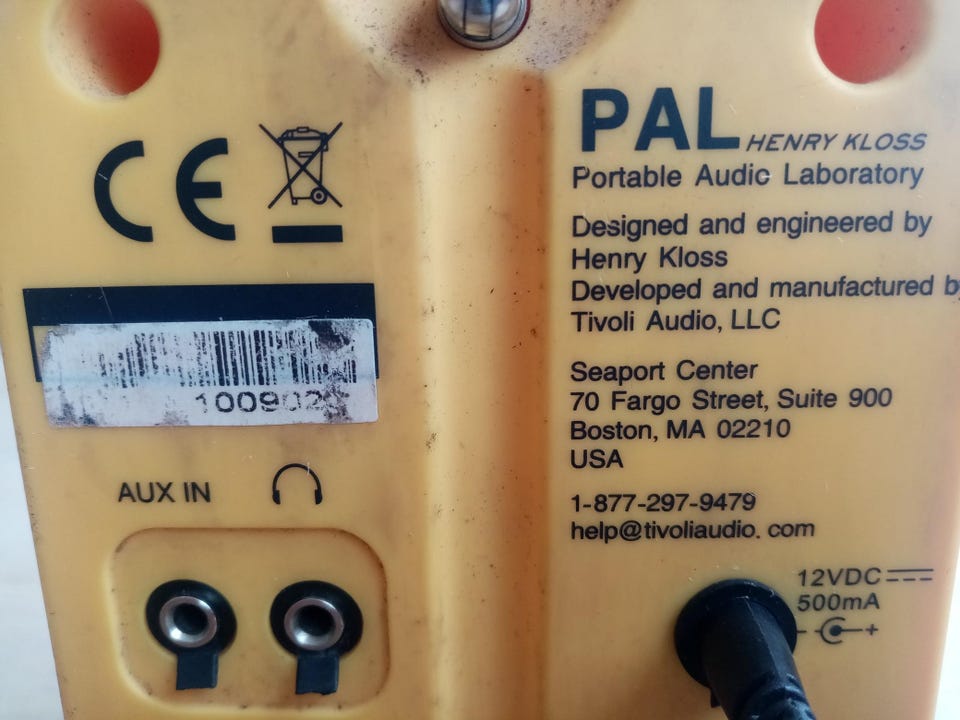 CE
PAL HENRY KLOSS
Portable Audio Laboratory
Designed and engineered by
Henry Kloss
Developed and manufactured
Tivoli Audio, LLC
Seaport Center
70 Fargo Street, Suite 900
Boston, MA 02210
USA
1-877-297-9479
help@tivoliaudio. com
AUX IN
12VDC
500mA
- +